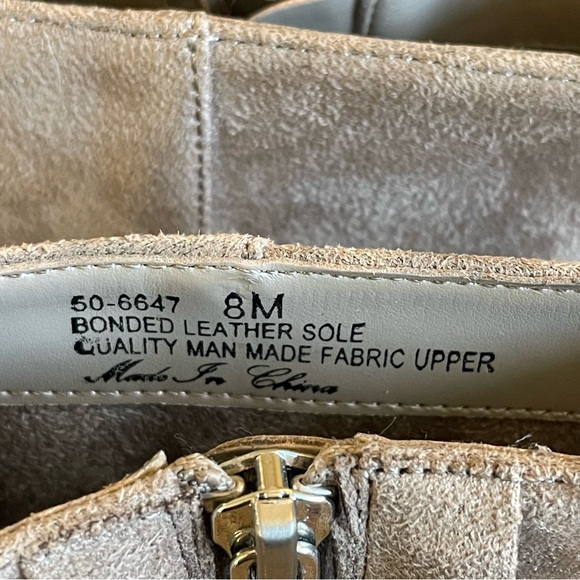 50-6647 8M
BONDED LEATHER SOLE
QUALITY MAN MADE FABRIC UPPER
Made In China